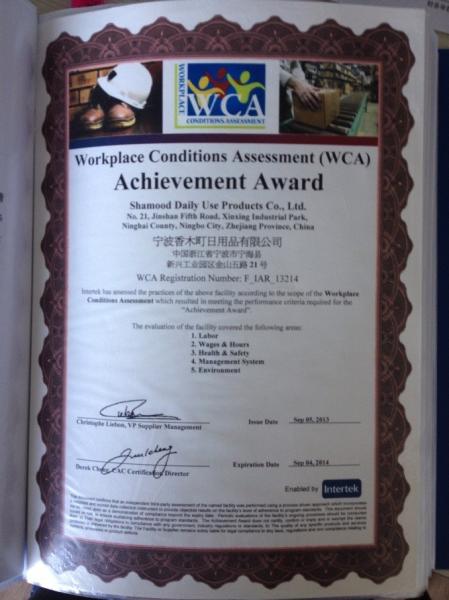 WORKPLACE
WCA
CONDITIONS ASSESSMENT
Workplace Conditions Assessment (WCA)
Achievement Award
Shamood Daily Use Products Co., Ltd.
No. 21, Jinshan Fifth Road, Xinxing Industrial Park,
Ninghai County, Ningbo City, Zhejiang Province, China
宁波香木町日用品有限公司
中国浙江省宁波市宁海县
新兴工业园区金山五路 21 号
WCA Registration Number: F_IAR_13214
Intertek has assessed the practices of the above facility according to the scope of the Workplace
Conditions Assessment which resulted in meeting the performance criteria required for the
"Achievement Award".
The evaluation of the facility covered the following areas:
1. Labor
2. Wages & Hours
3. Health & Safety
4. Management System
5. Environment
Christophe Liebon, VP Supplier Management
Issue Date Sep 05, 2013
Derek CAC Certification Director
Expiration Date Sep 04, 2014
Enabled by Intertek